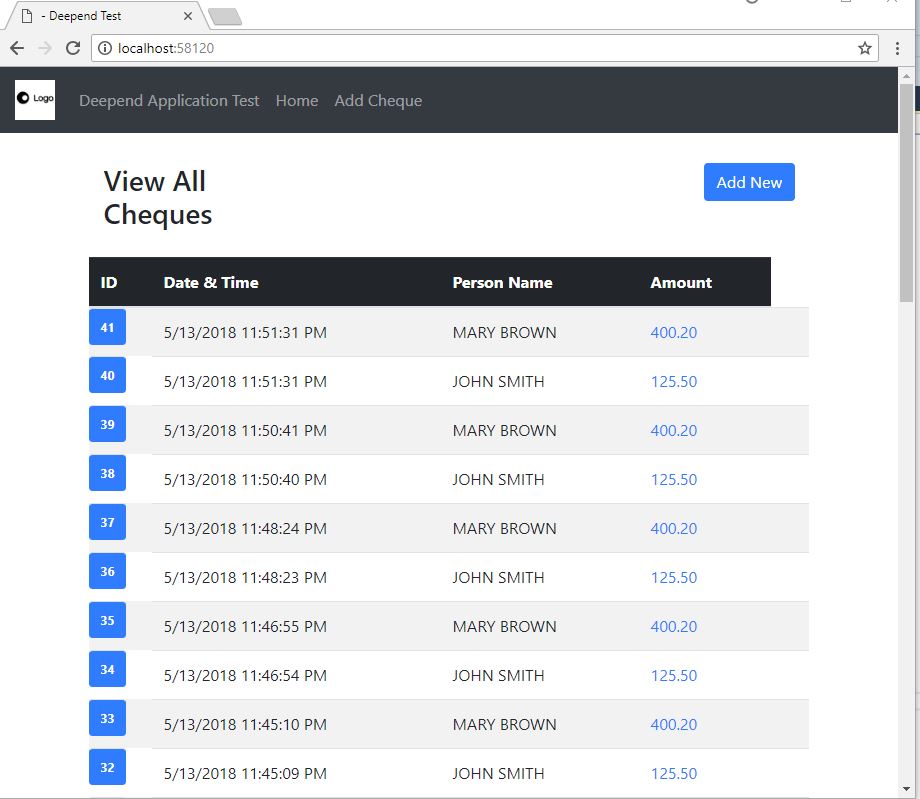 - Deepend Test
localhost:58120
Logo Deepend Application Test Home Add Cheque
View All
Cheques
Add New
ID Date & Time Person Name Amount
41 5/13/2018 11:51:31 PM MARY BROWN 400.20
40 5/13/2018 11:51:31 PM JOHN SMITH 125.50
39 5/13/2018 11:50:41 PM MARY BROWN 400.20
38 5/13/2018 11:50:40 PM JOHN SMITH 125.50
37 5/13/2018 11:48:24 PM MARY BROWN 400.20
36 5/13/2018 11:48:23 PM JOHN SMITH 125.50
35 5/13/2018 11:46:55 PM MARY BROWN 400.20
34 5/13/2018 11:46:54 PM JOHN SMITH 125.50
33 5/13/2018 11:45:10 PM MARY BROWN 400.20
32 5/13/2018 11:45:09 PM JOHN SMITH 125.50